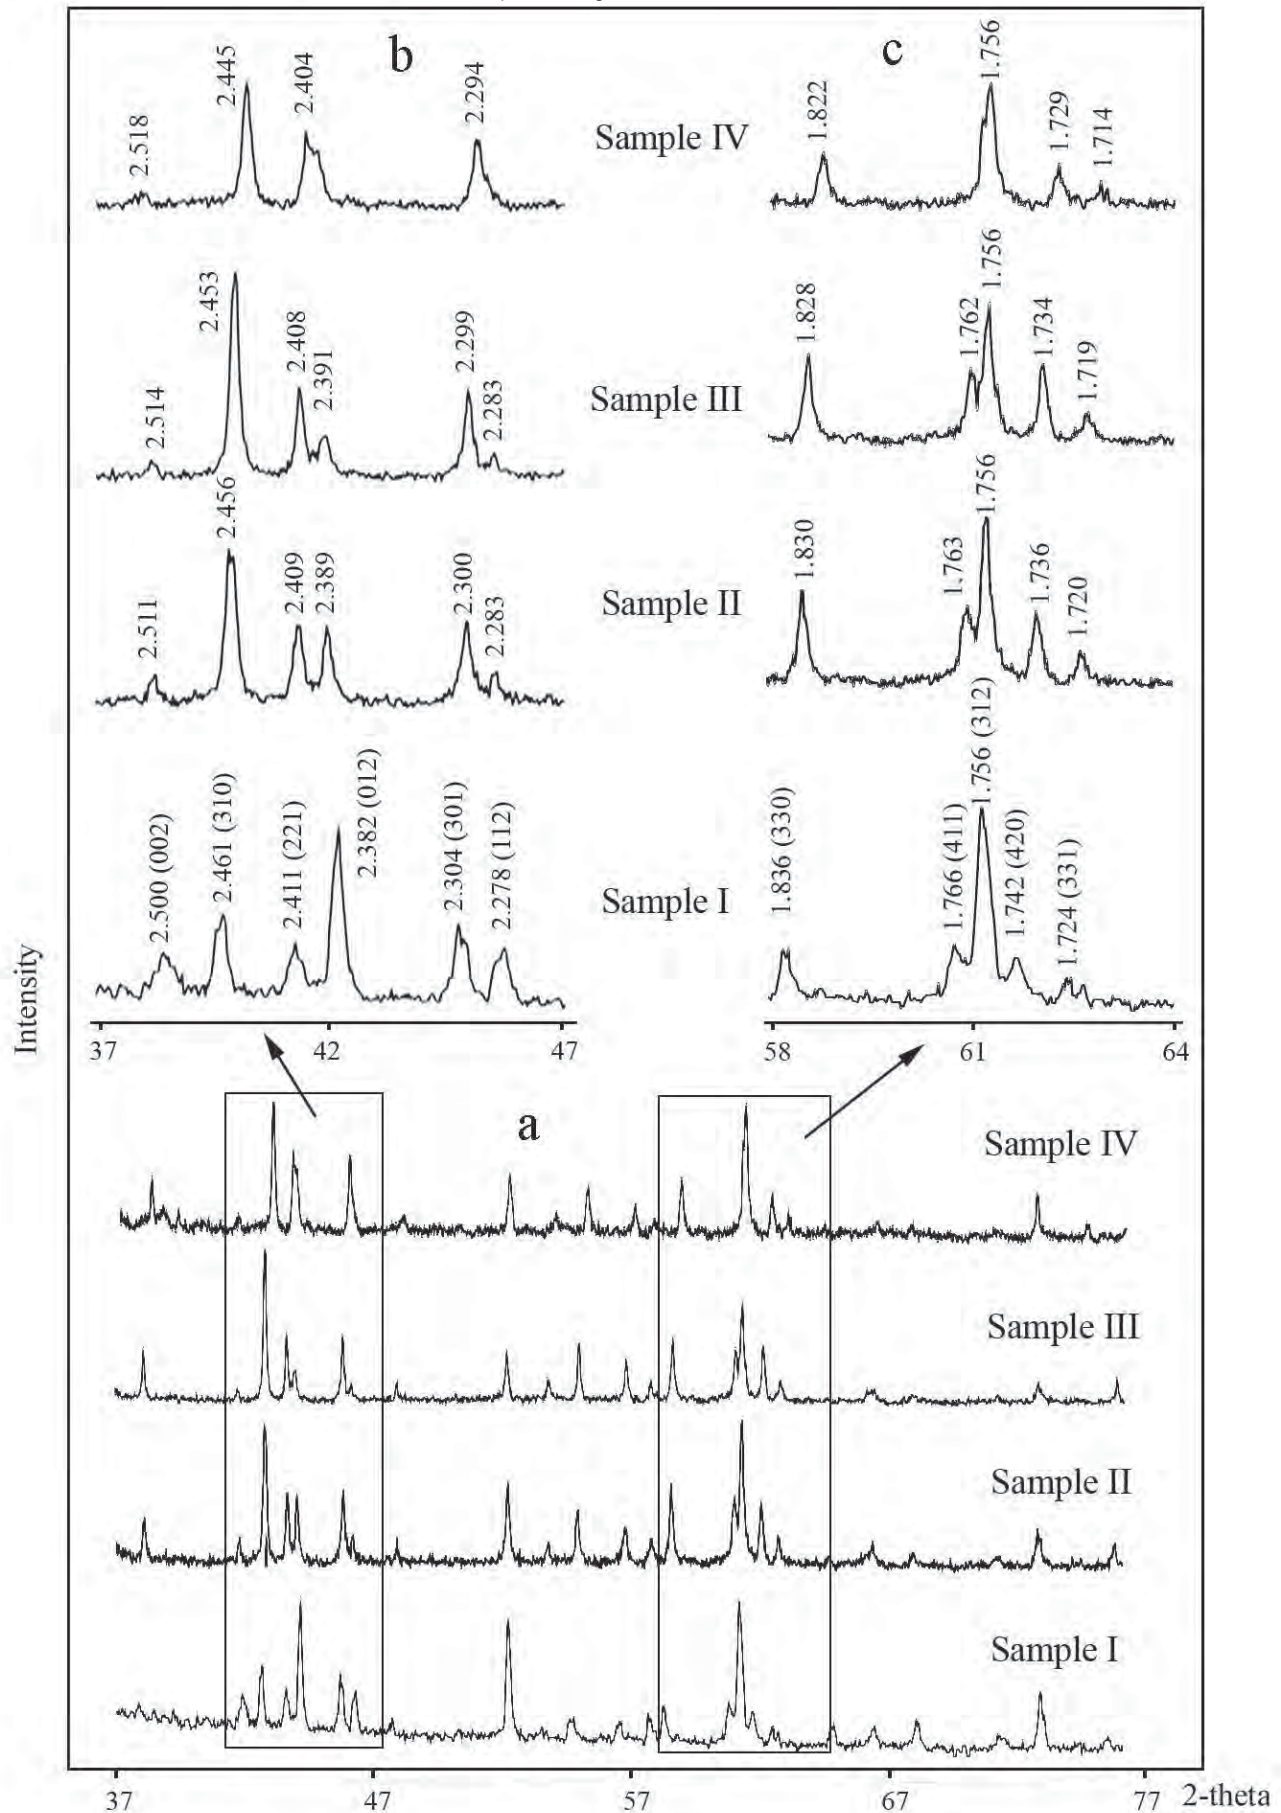 b
c
2.518
2.445
2.404
2.294
Sample IV
1.822
1.756
1.729
1.714
2.514
2.453
2.408
2.391
2.299
2.283
Sample III
1.828
1.762
1.756
1.734
1.719
2.511
2.456
2.409
2.389
2.300
2.283
Sample II
1.830
1.763
1.756
1.736
1.720
2.500 (002)
2.461 (310)
2.411 (221)
2.382 (012)
2.304 (301)
2.278 (112)
Sample I
1.836 (330)
1.766 (411)
1.756 (312)
1.742 (420)
1.724 (331)
Intensity
37 42 47
58 61 64
a
Sample IV
Sample III
Sample II
Sample I
37 47 57 67 77 2-theta